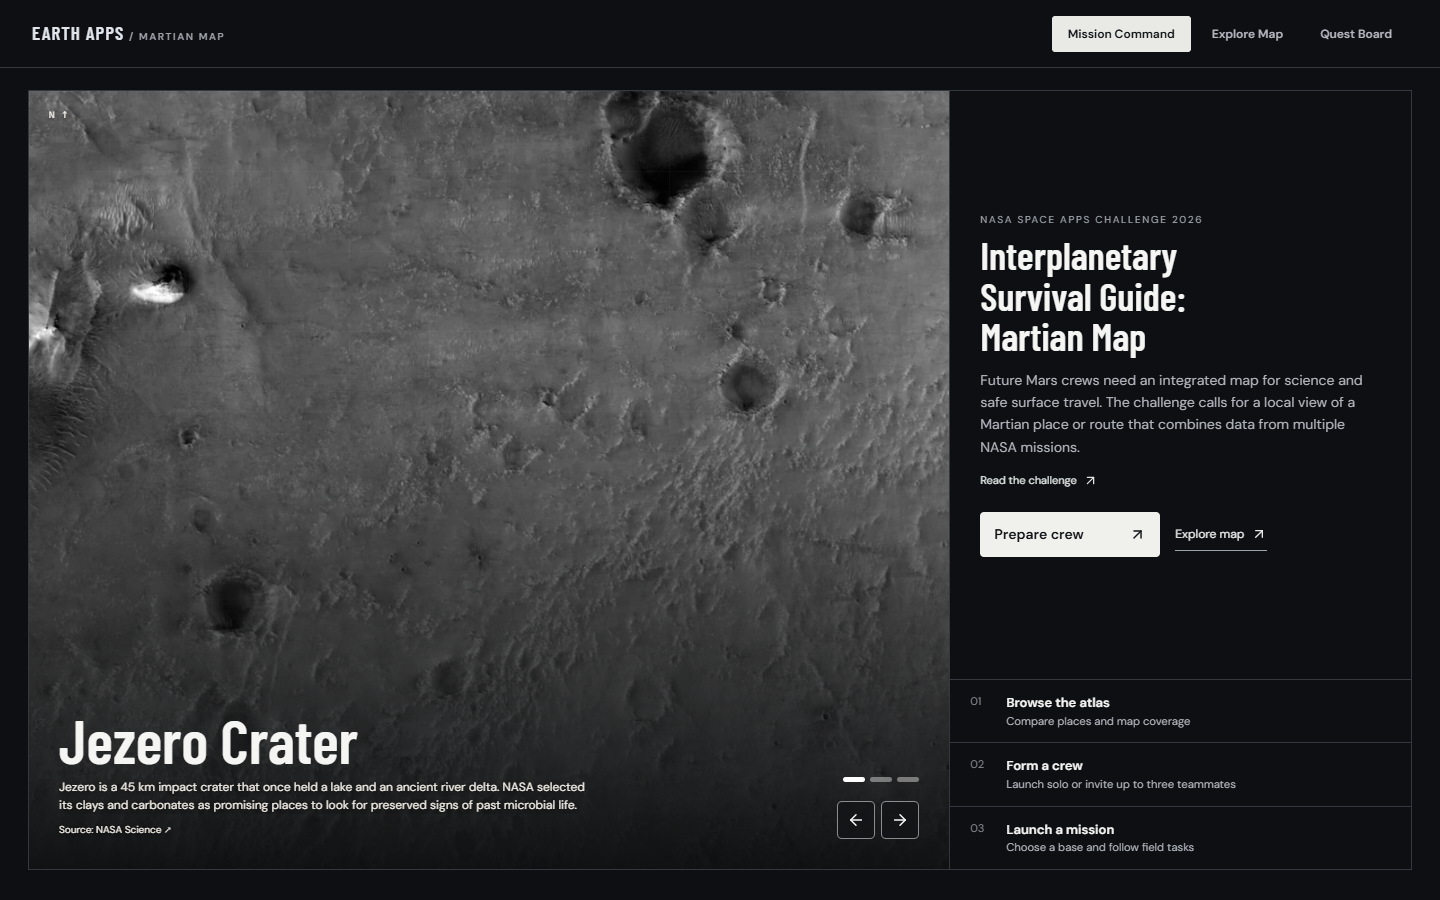 EARTH APPS / MARTIAN MAP
Mission Command
Explore Map
Quest Board
N ↑
Jezero Crater
Jezero is a 45 km impact crater that once held a lake and an ancient river delta. NASA selected
its clays and carbonates as promising places to look for preserved signs of past microbial life.
Source: NASA Science ↗
NASA SPACE APPS CHALLENGE 2026
Interplanetary
Survival Guide:
Martian Map
Future Mars crews need an integrated map for science and
safe surface travel. The challenge calls for a local view of a
Martian place or route that combines data from multiple
NASA missions.
Read the challenge
Prepare crew
Explore map
01 Browse the atlas
Compare places and map coverage
02 Form a crew
Launch solo or invite up to three teammates
03 Launch a mission
Choose a base and follow field tasks